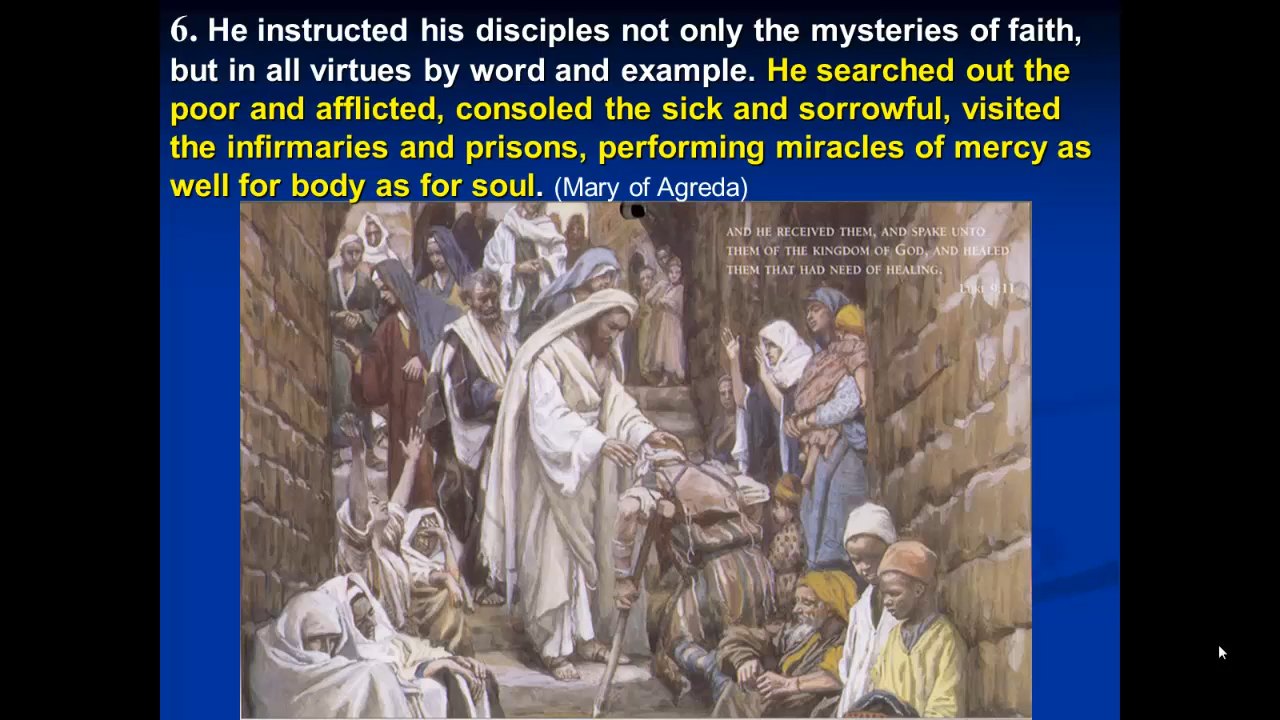 6. He instructed his disciples not only the mysteries of faith,
but in all virtues by word and example. He searched out the
poor and afflicted, consoled the sick and sorrowful, visited
the infirmaries and prisons, performing miracles of mercy as
well for body as for soul. (Mary of Agreda)
AND HE RECEIVED THEM, AND SPAKE UNTO
THEM OF THE KINGDOM OF GOD, AND HEALED
THEM THAT HAD NEED OF HEALING.
LUKE 9:11